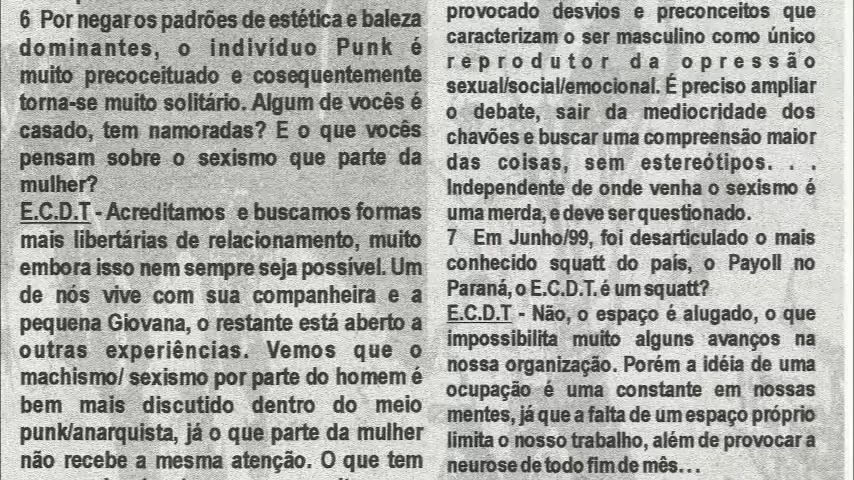 6 Por negar os padrões de estética e baleza
dominantes, o indivíduo Punk é
muito precoceituado e cosequentemente
torna-se muito solitário. Algum de vocês é
casado, tem namoradas? E o que vocês
pensam sobre o sexismo que parte da
mulher?
E.C.D.T - Acreditamos e buscamos formas
mais libertárias de relacionamento, muito
embora isso nem sempre seja possível. Um
de nós vive com sua companheira e a
pequena Giovana, o restante está aberto a
outras experiências. Vemos que o
machismo/ sexismo por parte do homem é
bem mais discutido dentro do meio
punk/anarquista, já o que parte da mulher
não recebe a mesma atenção. O que tem
provocado desvios e preconceitos que
caracterizam o ser masculino como único
reprodutor da opressão
sexual/social/emocional. É preciso ampliar
o debate, sair da mediocridade dos
chavões e buscar uma compreensão maior
das coisas, sem estereótipos. . .
Independente de onde venha o sexismo é
uma merda, e deve ser questionado.
7 Em Junho/99, foi desarticulado o mais
conhecido squatt do país, o Payoll no
Paraná, o E.C.D.T. é um squatt?
E.C.D.T - Não, o espaço é alugado, o que
impossibilita muito alguns avanços na
nossa organização. Porém a idéia de uma
ocupação é uma constante em nossas
mentes, já que a falta de um espaço próprio
limita o nosso trabalho, além de provocar a
neurose de todo fim de mês...